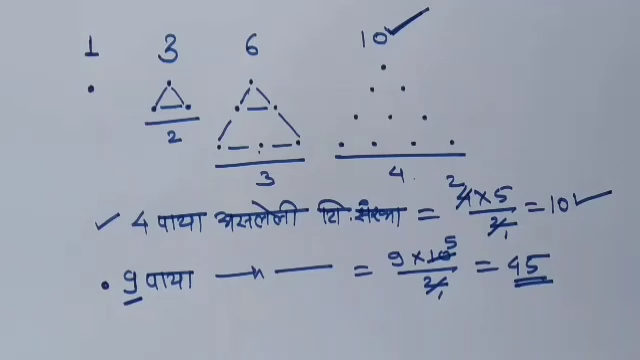 1 3 6 10 ✓
2 3 4
✓ 4 पाया असलेली त्रि. संख्या = 4×5/2 = 10 ✓
• 9 पाया —〃— = 9×10/2 = 45